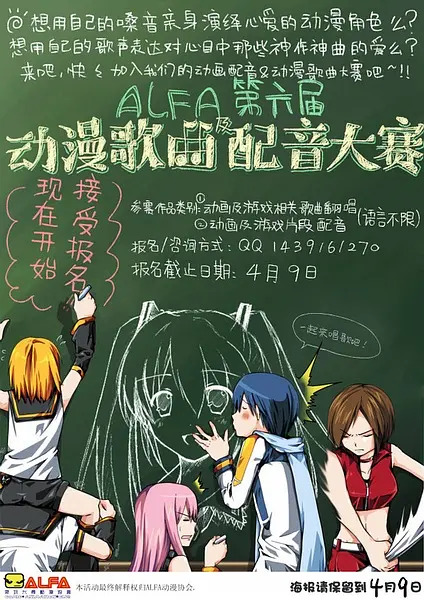 想用自己的嗓音亲身演绎心爱的动漫角色么?
想用自己的歌声表达对心目中那些神作神曲的爱么?
来吧,快快加入我们的动画配音&动漫歌曲大赛吧~!!
ALFA 第六届
动漫歌曲及配音大赛
现在开始
接受报名
参赛作品类别:①动画及游戏相关歌曲翻唱
②动画及游戏片段配音
(语言不限)
报名/咨询方式: QQ 1439161270
报名截止日期: 4月9日
一起来唱歌吧!
ALFA
本活动最终解释权归ALFA动漫协会.
海报请保留到4月9日